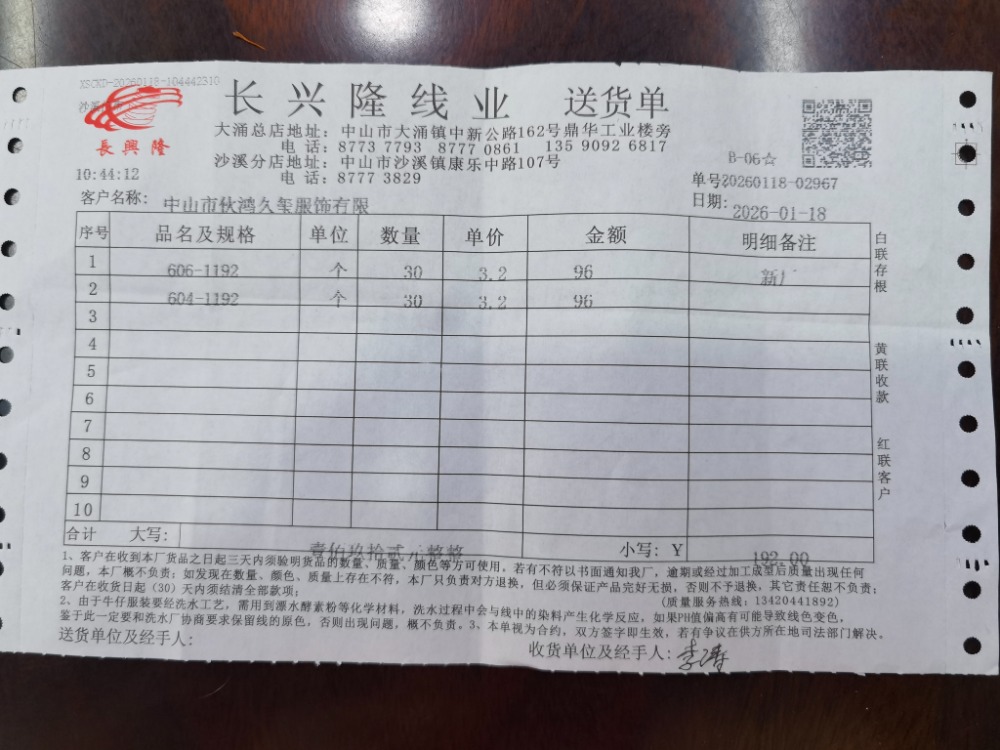 XSCKD-20260118-104442310
长兴隆线业 送货单
長興隆
大涌总店地址：中山市大涌镇中新公路162号鼎华工业楼旁
电话：8773 7793 8777 0861 135 9092 6817
沙溪分店地址：中山市沙溪镇康乐中路107号
电话：8777 3829
B-06☆
10:44:12
单号20260118-02967
客户名称：中山市伙鸿久玺服饰有限
日期：2026-01-18
序号 品名及规格 单位 数量 单价 金额 明细备注
1 606-1192 个 30 3.2 96 新厂
2 604-1192 个 30 3.2 96
3
4
5
6
7
8
9
10
合计 大写：壹佰玖拾贰元整整 小写：Y 192.00
白联存根
黄联收款
红联客户
1、客户在收到本厂货品之日起三天内须验明货品的数量、质量、颜色等方可使用。若有不符以书面通知我厂，逾期或经过加工成型后质量出现任何
问题，本厂概不负责；如发现在数量、颜色、质量上存在不符，本厂只负责对方退换，但必须保证产品完好无损，否则不予退换，其它责任恕不负责；
客户在收货日起（30）天内须结清全部款项；
（质量服务热线：13420441892）
2、由于牛仔服装要经洗水工艺，需用到漂水酵素粉等化学材料，洗水过程中会与线中的染料产生化学反应，如果PH值偏高有可能导致线色变色，
鉴于此一定要和洗水厂协商要求保留线的原色，否则出现问题，概不负责。3、本单视为合约，双方签字即生效，若有争议在供方所在地司法部门解决。
送货单位及经手人：
收货单位及经手人：李涛